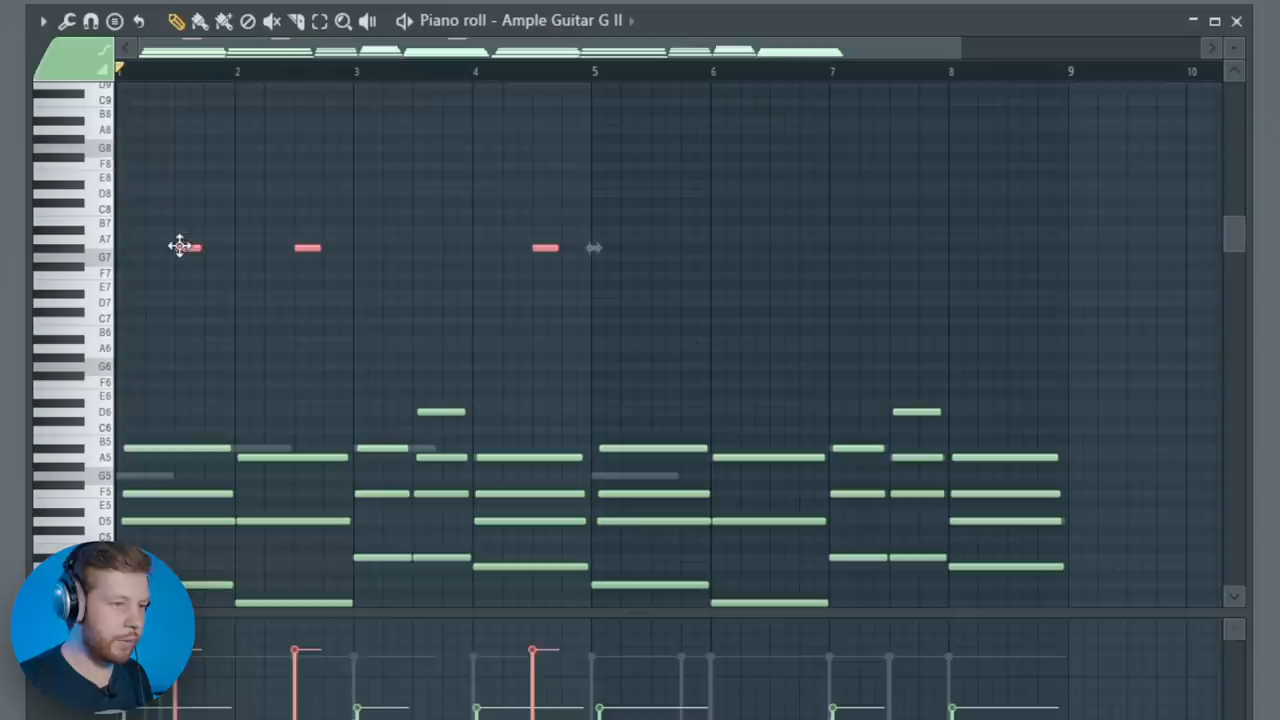 Piano roll - Ample Guitar G II
1 2 3 4 5 6 7 8 9 10
D9
C9
B8
A8
G8
F8
E8
D8
C8
B7
A7
G7
F7
E7
D7
C7
B6
A6
G6
F6
E6
D6
C6
B5
A5
G5
F5
E5
D5
C5